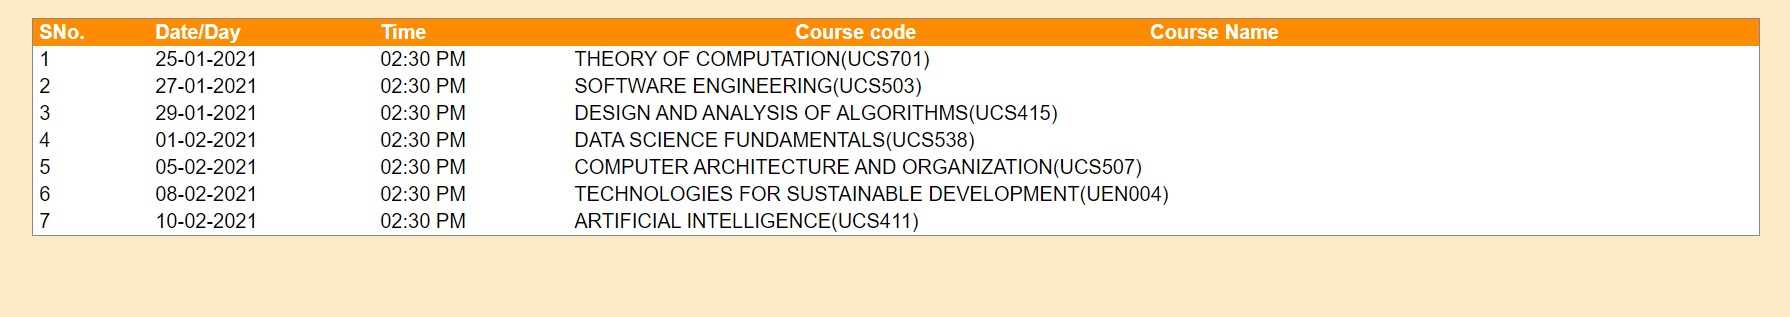 SNo. Date/Day Time Course code Course Name
1 25-01-2021 02:30 PM THEORY OF COMPUTATION(UCS701)
2 27-01-2021 02:30 PM SOFTWARE ENGINEERING(UCS503)
3 29-01-2021 02:30 PM DESIGN AND ANALYSIS OF ALGORITHMS(UCS415)
4 01-02-2021 02:30 PM DATA SCIENCE FUNDAMENTALS(UCS538)
5 05-02-2021 02:30 PM COMPUTER ARCHITECTURE AND ORGANIZATION(UCS507)
6 08-02-2021 02:30 PM TECHNOLOGIES FOR SUSTAINABLE DEVELOPMENT(UEN004)
7 10-02-2021 02:30 PM ARTIFICIAL INTELLIGENCE(UCS411)